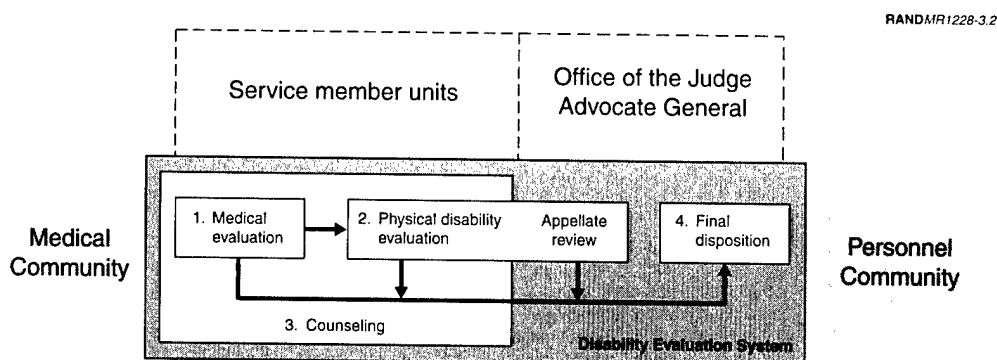 RANDMR1228-3.2
Service member units
Office of the Judge
Advocate General
Medical
Community
1. Medical
evaluation
2. Physical disability
evaluation
Appellate
review
4. Final
disposition
Personnel
Community
3. Counseling
Disability Evaluation System